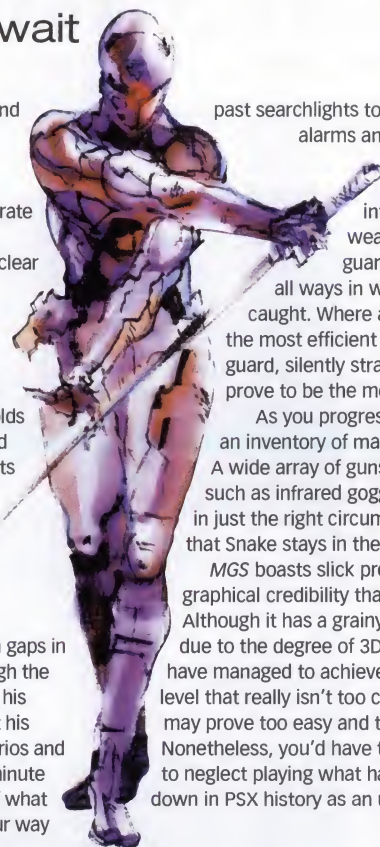 wait
nd
rate
clear
olds
d
ts
gaps in
gh the
his
his
rios and
inute
what
ur way
past searchlights to
alarms an
in
wea
guar
all ways in w
caught. Where a
the most efficient
guard, silently stra
prove to be the mo
As you progres
an inventory of ma
A wide array of guns
such as infrared gogg
in just the right circum
that Snake stays in the
MGS boasts slick pre
graphical credibility tha
Although it has a grainy
due to the degree of 3D
have managed to achieve
level that really isn't too c
may prove too easy and t
Nonetheless, you'd have t
to neglect playing what ha
down in PSX history as an u